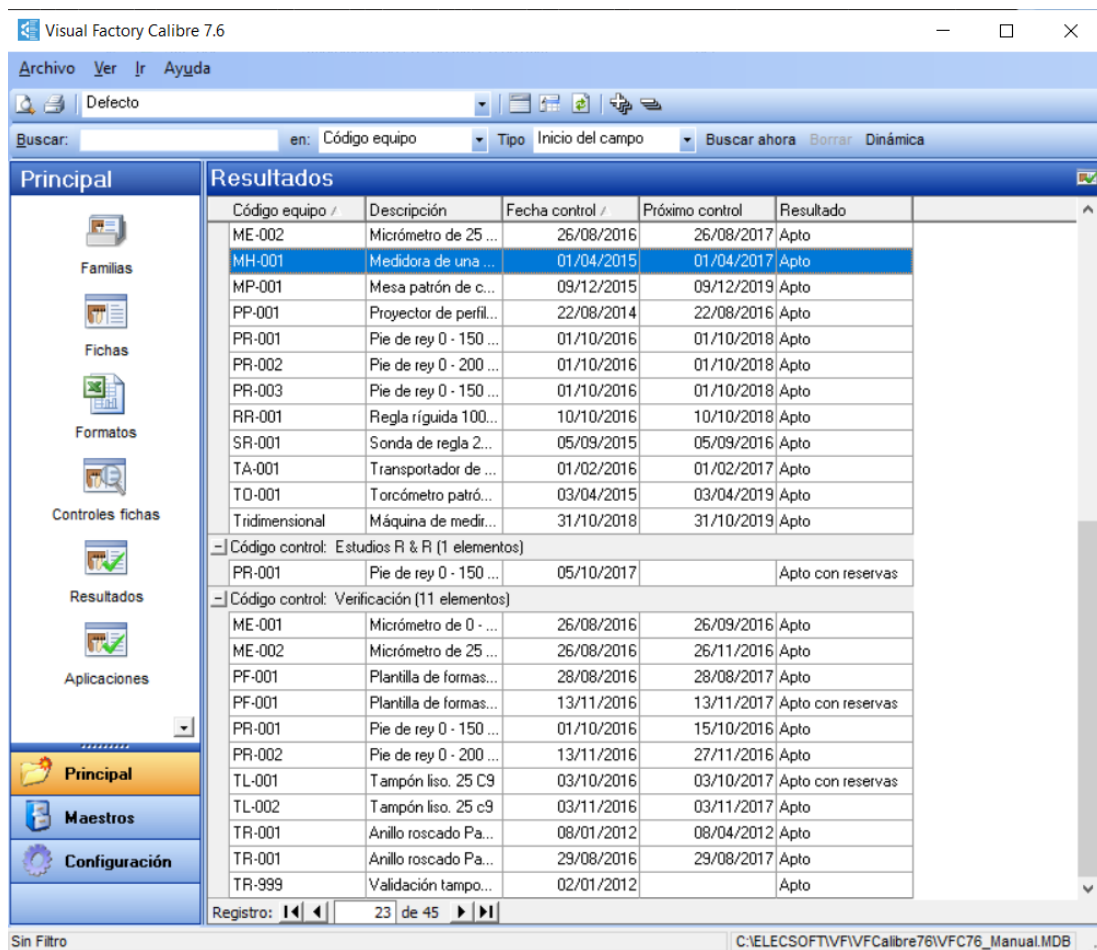 Visual Factory Calibre 7.6
Archivo Ver Ir Ayuda
Defecto
Buscar: en: Código equipo Tipo Inicio del campo Buscar ahora Borrar Dinámica
Principal
Familias
Fichas
Formatos
Controles fichas
Resultados
Aplicaciones
Principal
Maestros
Configuración
Resultados
Código equipo Descripción Fecha control Próximo control Resultado
ME-002 Micrómetro de 25 ... 26/08/2016 26/08/2017 Apto
MH-001 Medidora de una ... 01/04/2015 01/04/2017 Apto
MP-001 Mesa patrón de c... 09/12/2015 09/12/2019 Apto
PP-001 Proyector de perfil... 22/08/2014 22/08/2016 Apto
PR-001 Pie de rey 0 - 150 ... 01/10/2016 01/10/2018 Apto
PR-002 Pie de rey 0 - 200 ... 01/10/2016 01/10/2018 Apto
PR-003 Pie de rey 0 - 150 ... 01/10/2016 01/10/2018 Apto
RR-001 Regla ríguida 100... 10/10/2016 10/10/2018 Apto
SR-001 Sonda de regla 2... 05/09/2015 05/09/2016 Apto
TA-001 Transportador de ... 01/02/2016 01/02/2017 Apto
TO-001 Torcómetro patró... 03/04/2015 03/04/2019 Apto
Tridimensional Máquina de medir... 31/10/2018 31/10/2019 Apto
Código control: Estudios R & R (1 elementos)
PR-001 Pie de rey 0 - 150 ... 05/10/2017 Apto con reservas
Código control: Verificación (11 elementos)
ME-001 Micrómetro de 0 - ... 26/08/2016 26/09/2016 Apto
ME-002 Micrómetro de 25 ... 26/08/2016 26/11/2016 Apto
PF-001 Plantilla de formas... 28/08/2016 28/08/2017 Apto
PF-001 Plantilla de formas... 13/11/2016 13/11/2017 Apto con reservas
PR-001 Pie de rey 0 - 150 ... 01/10/2016 15/10/2016 Apto
PR-002 Pie de rey 0 - 200 ... 13/11/2016 27/11/2016 Apto
TL-001 Tampón liso. 25 C9 03/10/2016 03/10/2017 Apto con reservas
TL-002 Tampón liso. 25 c9 03/11/2016 03/11/2017 Apto
TR-001 Anillo roscado Pa... 08/01/2012 08/04/2012 Apto
TR-001 Anillo roscado Pa... 29/08/2016 29/08/2017 Apto
TR-999 Validación tampo... 02/01/2012 Apto
Registro: 23 de 45
Sin Filtro C:\ELECSOFT\VF\VFCalibre76\VFC76_Manual.MDB